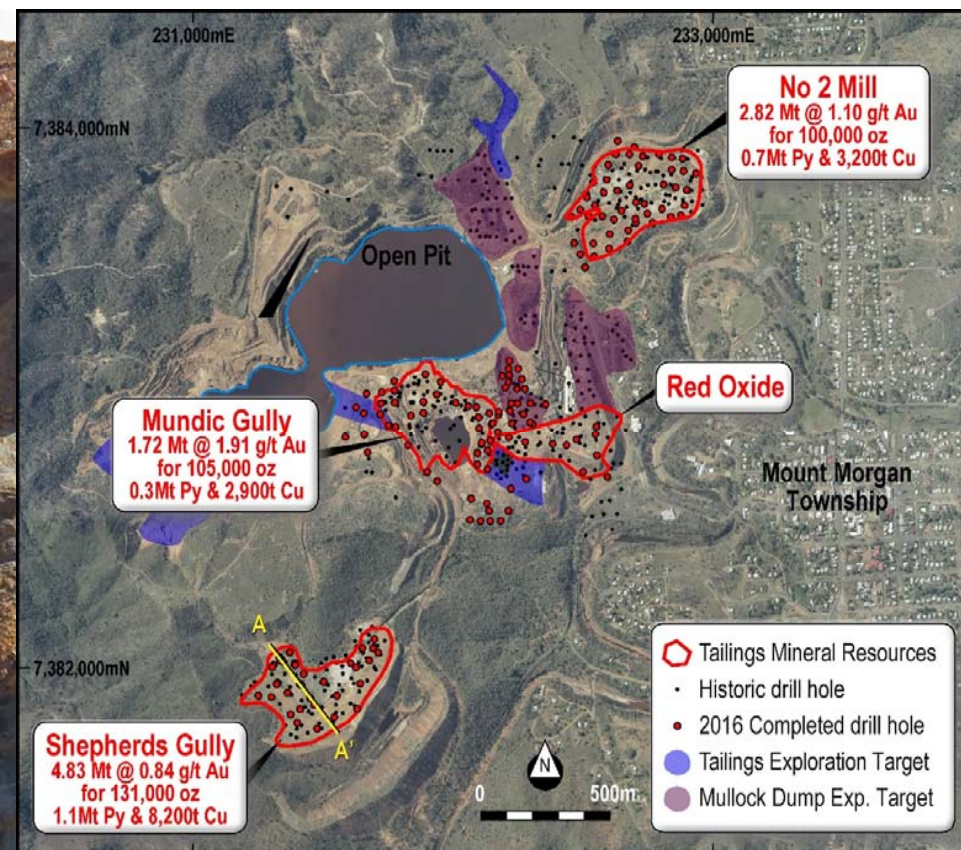 231,000mE
233,000mE
7,384,000mN
No 2 Mill
2.82 Mt @ 1.10 g/t Au
for 100,000 oz
0.7Mt Py & 3,200t Cu
Open Pit
Red Oxide
Mundic Gully
1.72 Mt @ 1.91 g/t Au
for 105,000 oz
0.3Mt Py & 2,900t Cu
Mount Morgan
Township
A
7,382,000mN
A'
Shepherds Gully
4.83 Mt @ 0.84 g/t Au
for 131,000 oz
1.1Mt Py & 8,200t Cu
N
0 500m
Tailings Mineral Resources
Historic drill hole
2016 Completed drill hole
Tailings Exploration Target
Mullock Dump Exp. Target